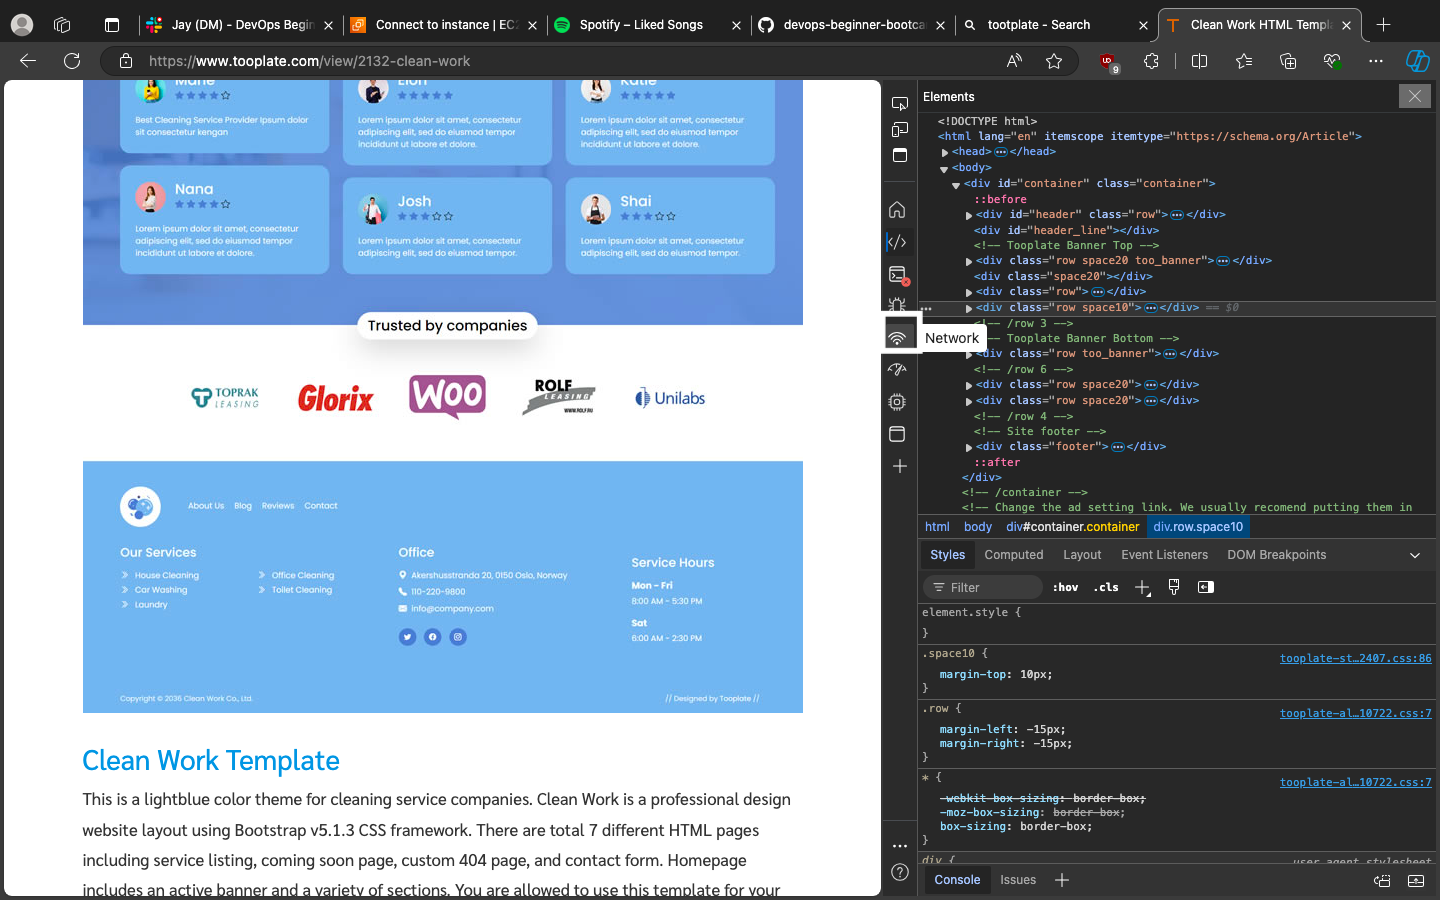 Jay (DM) - DevOps Begin
Connect to instance | EC2
Spotify – Liked Songs
devops-beginner-bootca
tootplate - Search
Clean Work HTML Templa
https://www.tooplate.com/view/2132-clean-work
9
Marie
Best Cleaning Service Provider Ipsum dolor
sit consectetur kengan
Elon
Lorem ipsum dolor sit amet, consectetur
adipiscing elit, sed do eiusmod tempor
incididunt ut labore et dolore.
Katie
Lorem ipsum dolor sit amet, consectetur
adipiscing elit, sed do eiusmod tempor
incididunt ut labore et dolore.
Nana
Lorem ipsum dolor sit amet, consectetur
adipiscing elit, sed do eiusmod tempor
incididunt ut labore et dolore.
Josh
Lorem ipsum dolor sit amet, consectetur
adipiscing elit, sed do eiusmod tempor.
Shai
Lorem ipsum dolor sit amet, consectetur
adipiscing elit, sed do eiusmod tempor.
Trusted by companies
TOPRAK
LEASING
Glorix
WOO
ROLF
LEASING
WWW.ROLF.RU
Unilabs
About Us Blog Reviews Contact
Our Services
House Cleaning
Car Washing
Laundry
Office Cleaning
Toilet Cleaning
Office
Akershusstranda 20, 0150 Oslo, Norway
110-220-9800
info@company.com
Service Hours
Mon - Fri
8:00 AM - 5:30 PM
Sat
6:00 AM - 2:30 PM
Copyright © 2036 Clean Work Co., Ltd.
// Designed by Tooplate //
Clean Work Template
This is a lightblue color theme for cleaning service companies. Clean Work is a professional design
website layout using Bootstrap v5.1.3 CSS framework. There are total 7 different HTML pages
including service listing, coming soon page, custom 404 page, and contact form. Homepage
includes an active banner and a variety of sections. You are allowed to use this template for your
Network
Elements
<!DOCTYPE html>
<html lang="en" itemscope itemtype="https://schema.org/Article">
<head>…</head>
<body>
<div id="container" class="container">
::before
<div id="header" class="row">…</div>
<div id="header_line"></div>
<!-- Tooplate Banner Top -->
<div class="row space20 too_banner">…</div>
<div class="space20"></div>
<div class="row">…</div>
<div class="row space10">…</div> == $0
<!-- /row 3 -->
-- Tooplate Banner Bottom -->
<div class="row too_banner">…</div>
<!-- /row 6 -->
<div class="row space20">…</div>
<div class="row space20">…</div>
<!-- /row 4 -->
<!-- Site footer -->
<div class="footer">…</div>
::after
</div>
<!-- /container -->
<!-- Change the ad setting link. We usually recomend putting them in
html body div#container.container div.row.space10
Styles Computed Layout Event Listeners DOM Breakpoints
Filter :hov .cls
element.style {
}
.space10 { tooplate-st…2407.css:86
margin-top: 10px;
}
.row { tooplate-al…10722.css:7
margin-left: -15px;
margin-right: -15px;
}
* { tooplate-al…10722.css:7
-webkit-box-sizing: border-box;
-moz-box-sizing: border-box;
box-sizing: border-box;
}
div { user agent stylesheet
Console Issues